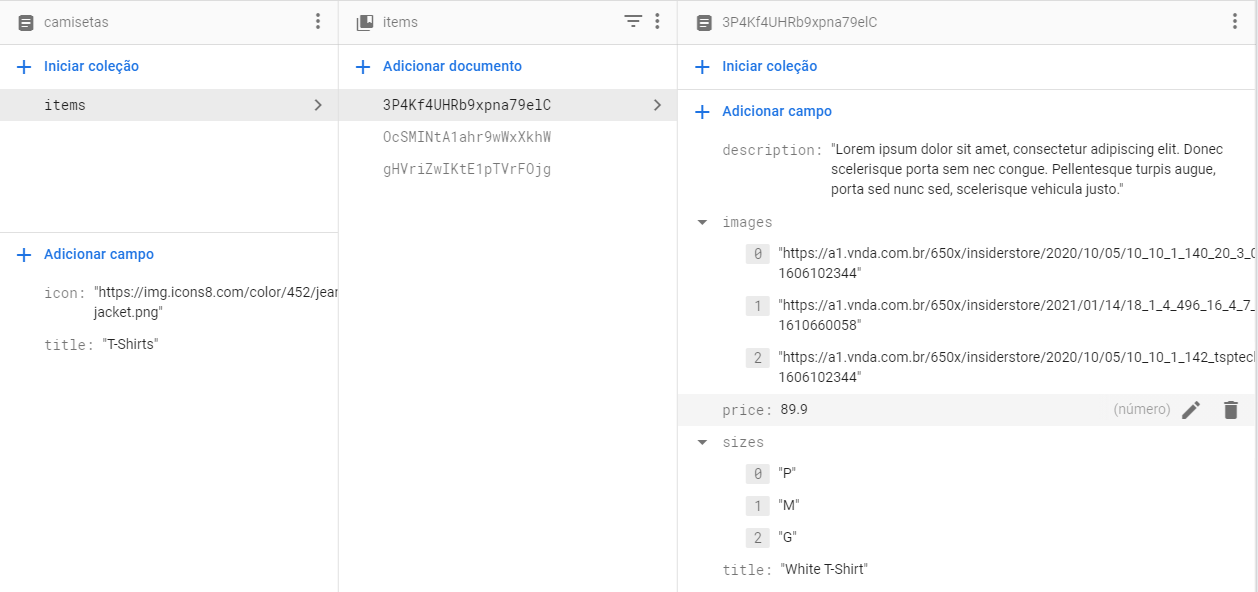 camisetas
Iniciar coleção
items
Adicionar campo
icon: "https://img.icons8.com/color/452/jear
jacket.png"
title: "T-Shirts"
items
Adicionar documento
3P4Kf4UHRb9xpna79elC
OcSMINtA1ahr9wWxXkhW
gHVriZwIKtE1pTVrFOjg
3P4Kf4UHRb9xpna79elC
Iniciar coleção
Adicionar campo
description: "Lorem ipsum dolor sit amet, consectetur adipiscing elit. Donec
scelerisque porta sem nec congue. Pellentesque turpis augue,
porta sed nunc sed, scelerisque vehicula justo."
images
0 "https://a1.vnda.com.br/650x/insiderstore/2020/10/05/10_10_1_140_20_3_0
1606102344"
1 "https://a1.vnda.com.br/650x/insiderstore/2021/01/14/18_1_4_496_16_4_7_
1610660058"
2 "https://a1.vnda.com.br/650x/insiderstore/2020/10/05/10_10_1_142_tsptecl
1606102344"
price: 89.9 (número)
sizes
0 "P"
1 "M"
2 "G"
title: "White T-Shirt"